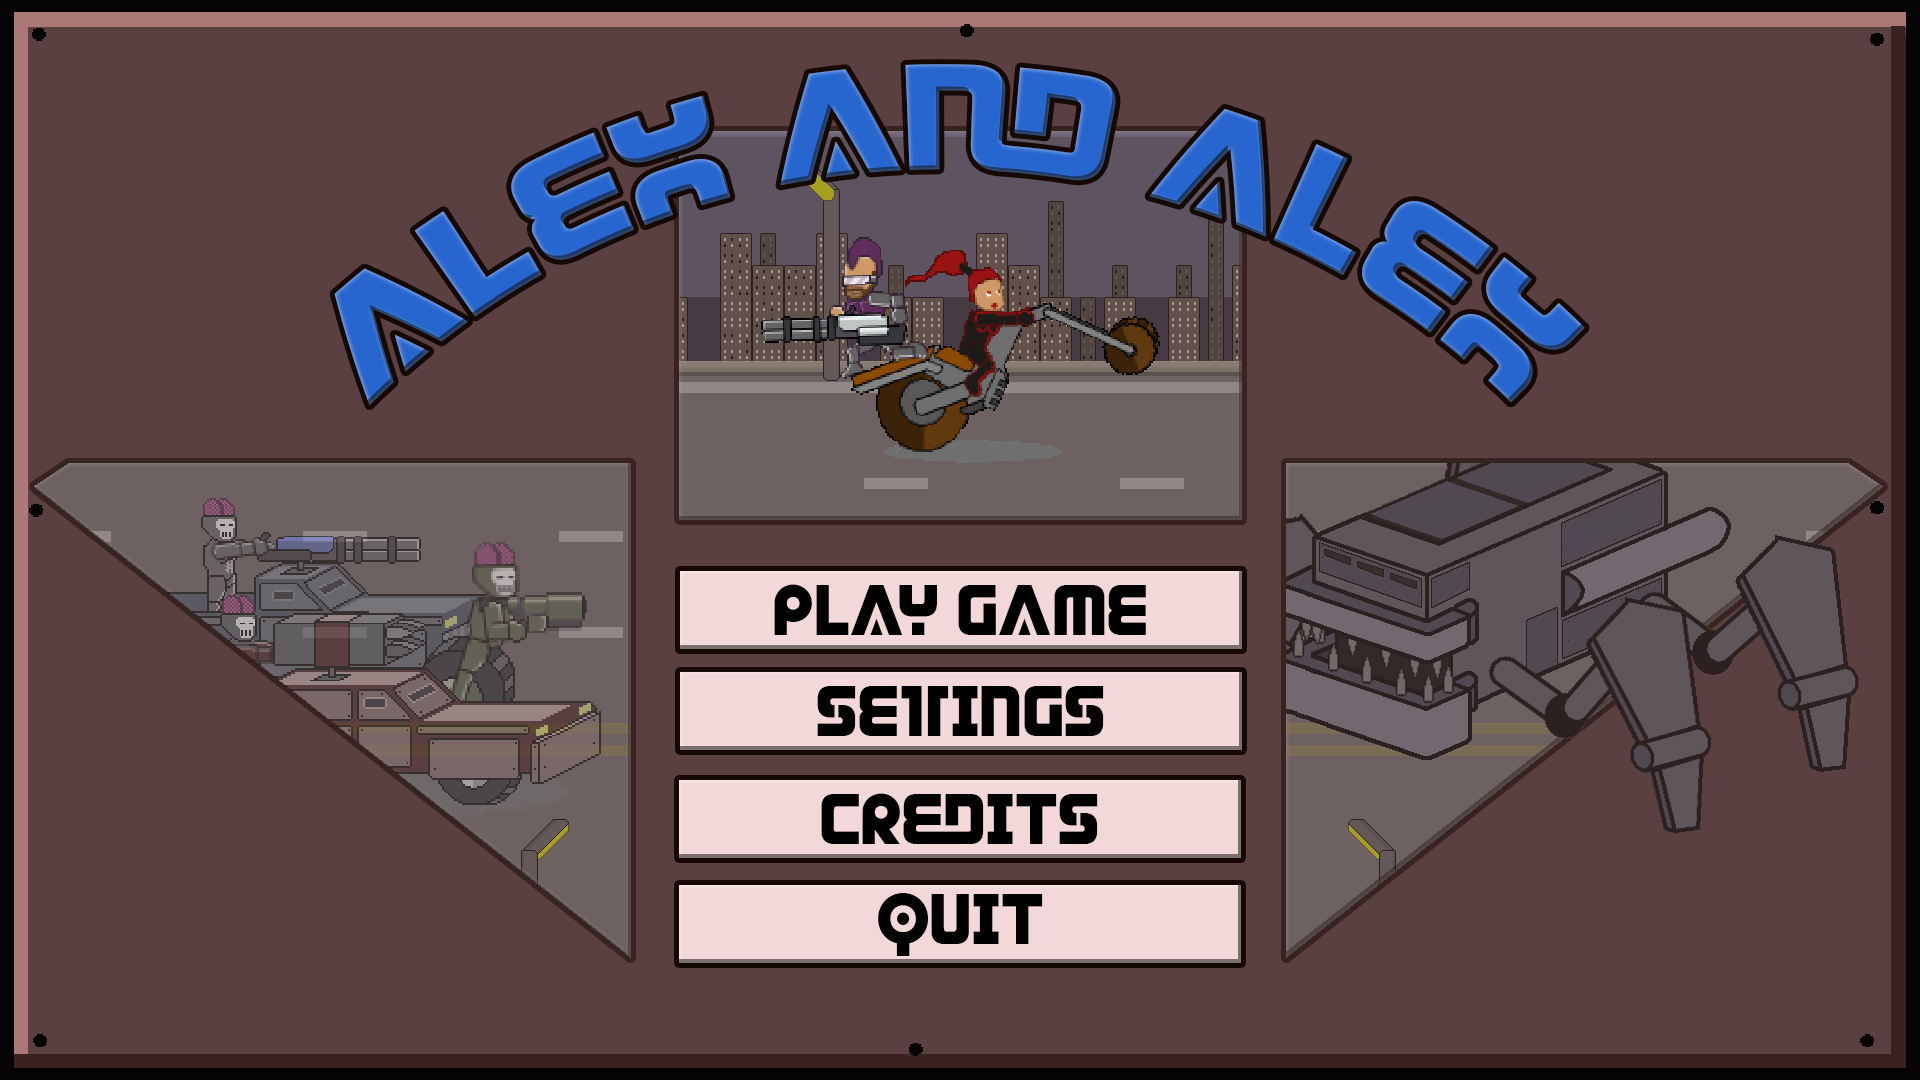 ALEX AND ALEX
PLAY GAME
SETTINGS
CREDITS
QUIT